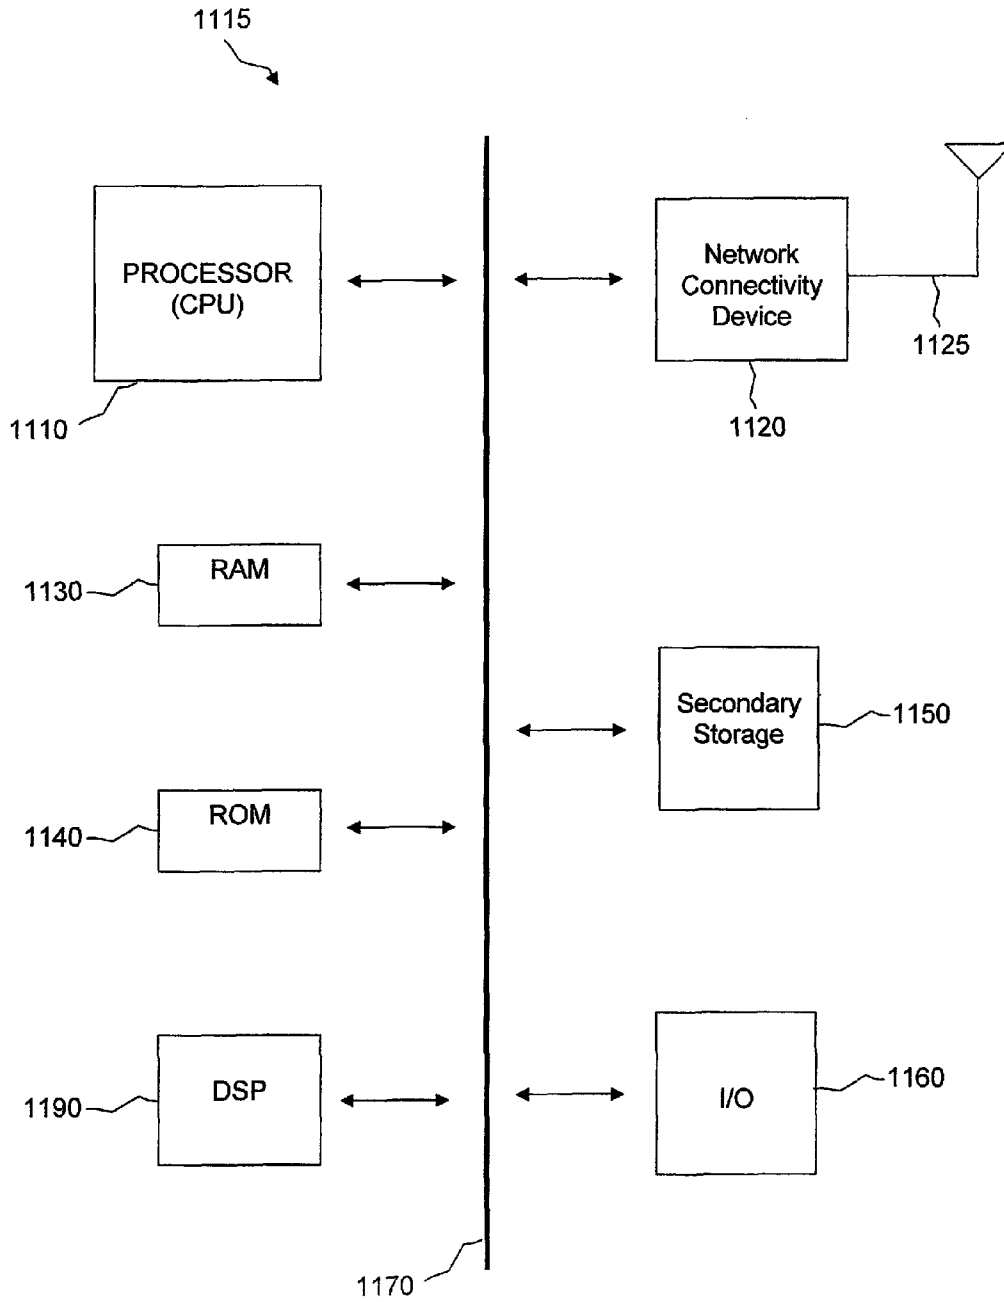 1115
PROCESSOR
(CPU)
1110
Network
Connectivity
Device
1125
1120
RAM
1130
Secondary
Storage
1150
ROM
1140
DSP
1190
I/O
1160
1170